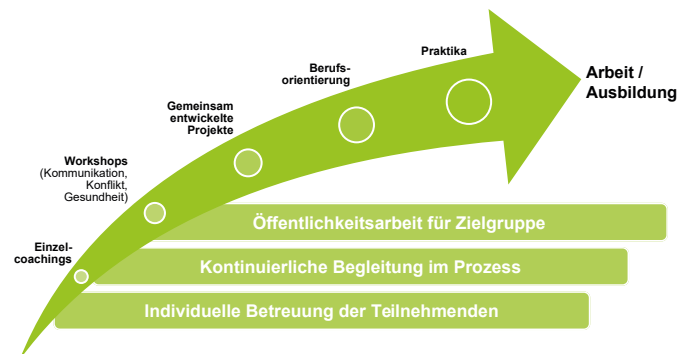 Praktika
Arbeit /
Ausbildung
Berufs-
orientierung
Gemeinsam
entwickelte
Projekte
Workshops
(Kommunikation,
Konflikt,
Gesundheit)
Einzel-
coachings
Öffentlichkeitsarbeit für Zielgruppe
Kontinuierliche Begleitung im Prozess
Individuelle Betreuung der Teilnehmenden